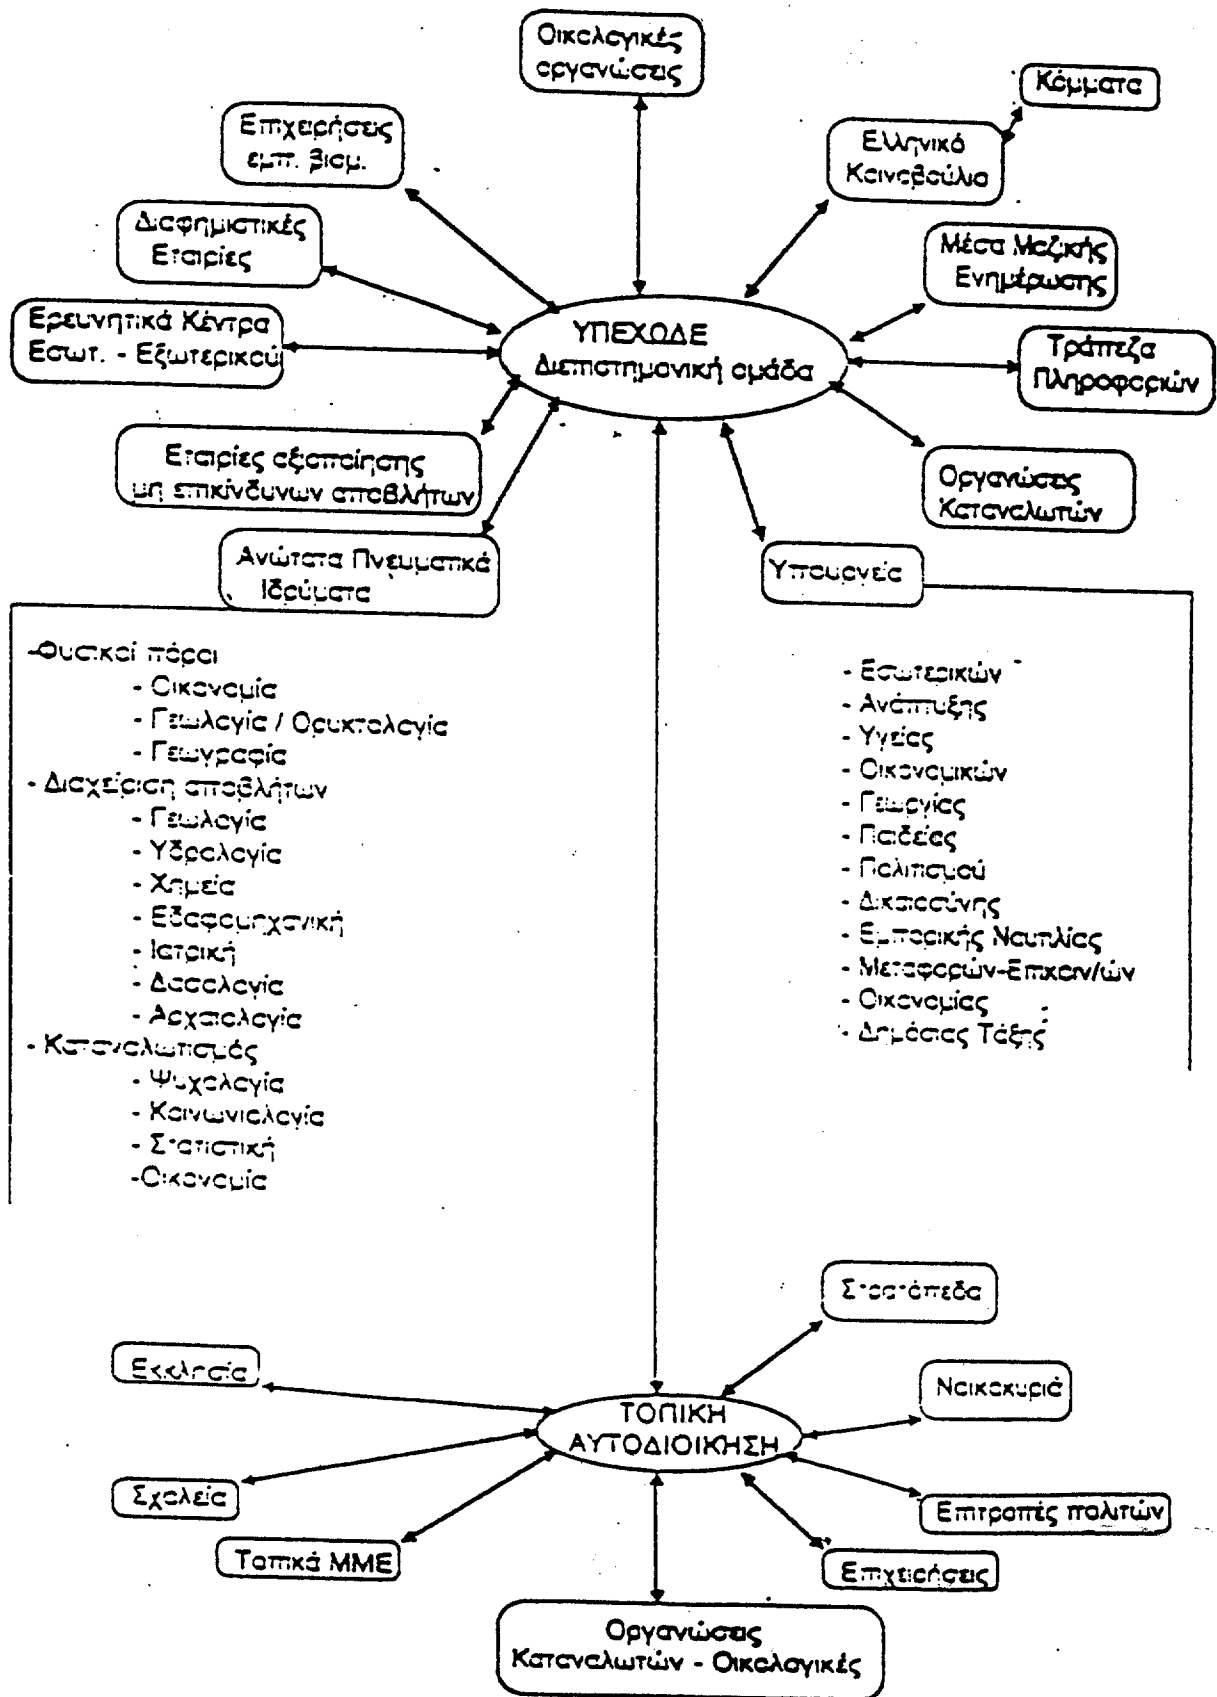 Οικολογικές
οργανώσεις
Κόμματα
Επιχειρήσεις
εμπ. βιομ.
Ελληνικό
Κοινοβούλιο
Διαφημιστικές
Εταιρίες
Μέσα Μαζικής
Ενημέρωσης
Ερευνητικά Κέντρα
Εσωτ. - Εξωτερικού
ΥΠΕΧΩΔΕ
Διεπιστημονική ομάδα
Τράπεζα
Πληροφοριών
Εταιρίες αξιοποίησης
μη επικίνδυνων αποβλήτων
Οργανώσεις
Καταναλωτών
Ανώτατα Πνευματικά
Ιδρύματα
Υπουργεία
-Φυσικοί πόροι
- Οικονομία
- Γεωλογία / Ορυκτολογία
- Γεωγραφία
- Διαχείριση αποβλήτων
- Γεωλογία
- Υδρολογία
- Χημεία
- Εδαφομηχανική
- Ιατρική
- Δασολογία
- Αρχαιολογία
- Καταναλωτισμός
- Ψυχολογία
- Κοινωνιολογία
- Στατιστική
-Οικονομία
- Εσωτερικών
- Ανάπτυξης
- Υγείας
- Οικονομικών
- Γεωργίας
- Παιδείας
- Πολιτισμού
- Δικαιοσύνης
- Εμπορικής Ναυτιλίας
- Μεταφορών-Επικοιν/ών
- Οικονομίας
- Δημόσιας Τάξης
Στρατόπεδα
Εκκλησία
Νοικοκυριά
ΤΟΠΙΚΗ
ΑΥΤΟΔΙΟΙΚΗΣΗ
Σχολεία
Επιτροπές πολιτών
Τοπικά ΜΜΕ
Επιχειρήσεις
Οργανώσεις
Καταναλωτών - Οικολογικές